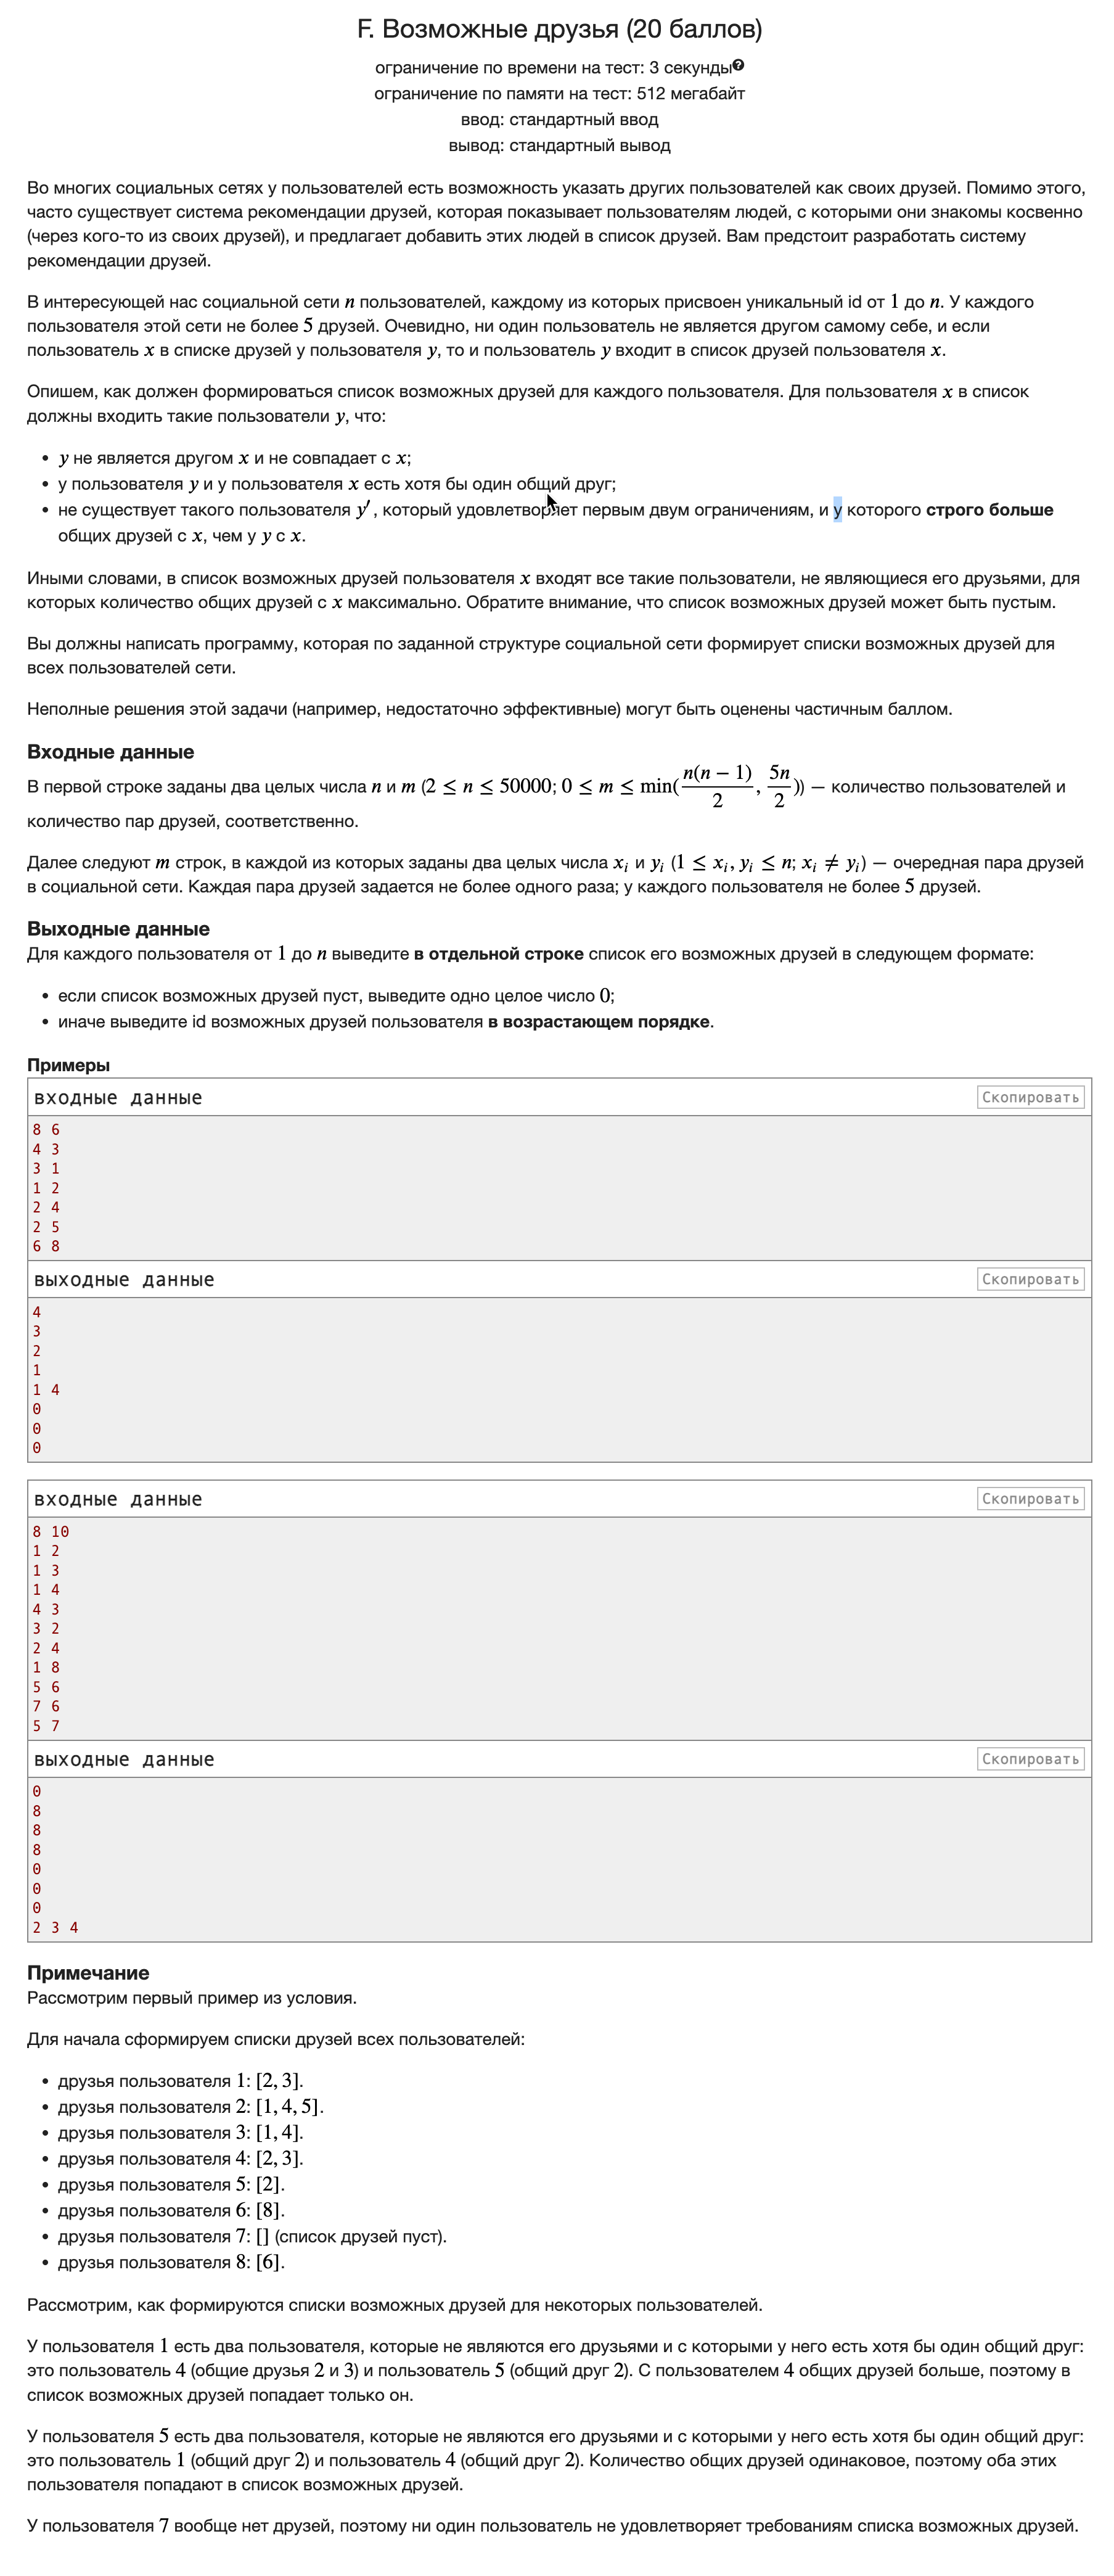 F. Возможные друзья (20 баллов)
ограничение по времени на тест: 3 секунды
ограничение по памяти на тест: 512 мегабайт
ввод: стандартный ввод
вывод: стандартный вывод
Во многих социальных сетях у пользователей есть возможность указать других пользователей как своих друзей. Помимо этого,
часто существует система рекомендации друзей, которая показывает пользователям людей, с которыми они знакомы косвенно
(через кого-то из своих друзей), и предлагает добавить этих людей в список друзей. Вам предстоит разработать систему
рекомендации друзей.
В интересующей нас социальной сети n пользователей, каждому из которых присвоен уникальный id от 1 до n. У каждого
пользователя этой сети не более 5 друзей. Очевидно, ни один пользователь не является другом самому себе, и если
пользователь x в списке друзей у пользователя y, то и пользователь y входит в список друзей пользователя x.
Опишем, как должен формироваться список возможных друзей для каждого пользователя. Для пользователя x в список
должны входить такие пользователи y, что:
• y не является другом x и не совпадает с x;
• у пользователя y и у пользователя x есть хотя бы один общий друг;
• не существует такого пользователя y′, который удовлетворяет первым двум ограничениям, и у которого строго больше
общих друзей с x, чем у y с x.
Иными словами, в список возможных друзей пользователя x входят все такие пользователи, не являющиеся его друзьями, для
которых количество общих друзей с x максимально. Обратите внимание, что список возможных друзей может быть пустым.
Вы должны написать программу, которая по заданной структуре социальной сети формирует списки возможных друзей для
всех пользователей сети.
Неполные решения этой задачи (например, недостаточно эффективные) могут быть оценены частичным баллом.
Входные данные
В первой строке заданы два целых числа n и m (2 ≤ n ≤ 50000; 0 ≤ m ≤ min(n(n − 1)/2, 5n/2)) — количество пользователей и
количество пар друзей, соответственно.
Далее следуют m строк, в каждой из которых заданы два целых числа xᵢ и yᵢ (1 ≤ xᵢ, yᵢ ≤ n; xᵢ ≠ yᵢ) — очередная пара друзей
в социальной сети. Каждая пара друзей задается не более одного раза; у каждого пользователя не более 5 друзей.
Выходные данные
Для каждого пользователя от 1 до n выведите в отдельной строке список его возможных друзей в следующем формате:
• если список возможных друзей пуст, выведите одно целое число 0;
• иначе выведите id возможных друзей пользователя в возрастающем порядке.
Примеры
входные данные Скопировать
8 6
4 3
3 1
1 2
2 4
2 5
6 8
выходные данные Скопировать
4
3
2
1
1 4
0
0
0
входные данные Скопировать
8 10
1 2
1 3
1 4
4 3
3 2
2 4
1 8
5 6
7 6
5 7
выходные данные Скопировать
0
8
8
8
0
0
0
2 3 4
Примечание
Рассмотрим первый пример из условия.
Для начала сформируем списки друзей всех пользователей:
• друзья пользователя 1: [2, 3].
• друзья пользователя 2: [1, 4, 5].
• друзья пользователя 3: [1, 4].
• друзья пользователя 4: [2, 3].
• друзья пользователя 5: [2].
• друзья пользователя 6: [8].
• друзья пользователя 7: [] (список друзей пуст).
• друзья пользователя 8: [6].
Рассмотрим, как формируются списки возможных друзей для некоторых пользователей.
У пользователя 1 есть два пользователя, которые не являются его друзьями и с которыми у него есть хотя бы один общий друг:
это пользователь 4 (общие друзья 2 и 3) и пользователь 5 (общий друг 2). С пользователем 4 общих друзей больше, поэтому в
список возможных друзей попадает только он.
У пользователя 5 есть два пользователя, которые не являются его друзьями и с которыми у него есть хотя бы один общий друг:
это пользователь 1 (общий друг 2) и пользователь 4 (общий друг 2). Количество общих друзей одинаковое, поэтому оба этих
пользователя попадают в список возможных друзей.
У пользователя 7 вообще нет друзей, поэтому ни один пользователь не удовлетворяет требованиям списка возможных друзей.